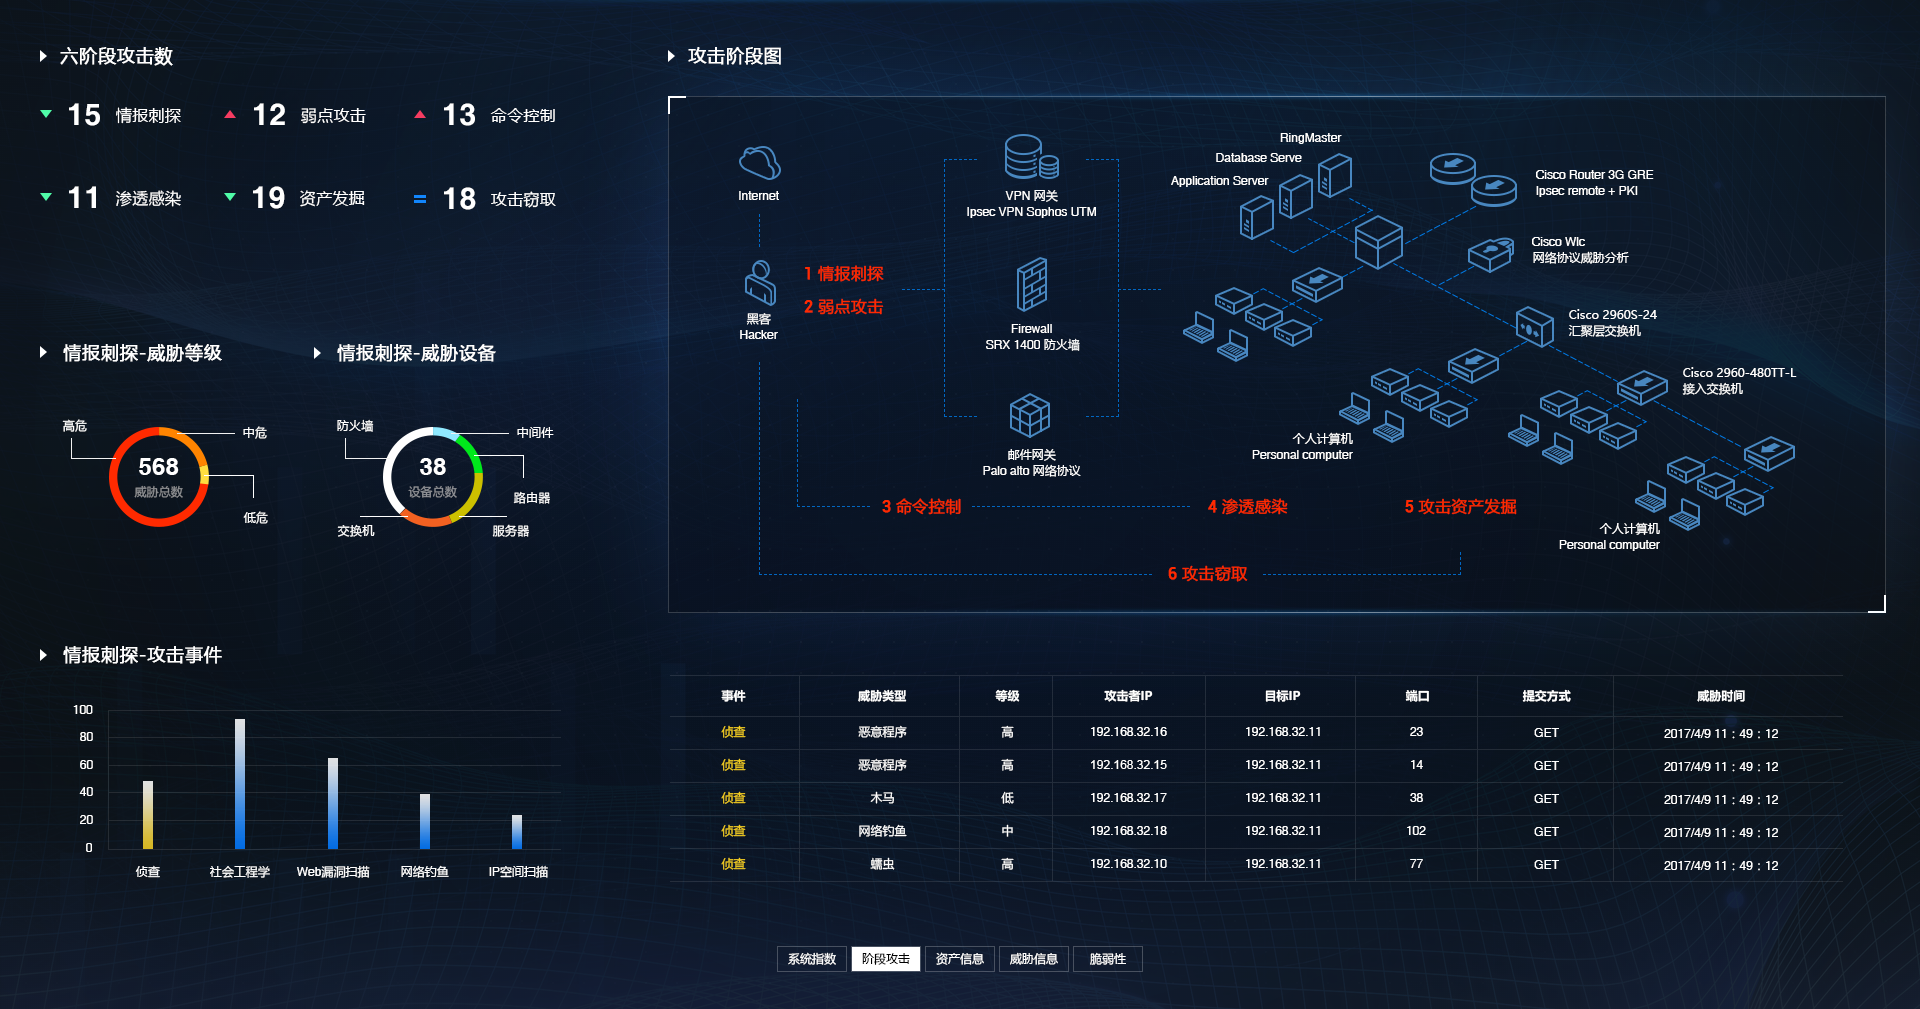 六阶段攻击数
15 情报刺探
12 弱点攻击
13 命令控制
11 渗透感染
19 资产发掘
18 攻击窃取
情报刺探-威胁等级
高危
中危
568
威胁总数
低危
情报刺探-威胁设备
防火墙
中间件
38
设备总数
路由器
交换机
服务器
情报刺探-攻击事件
100
80
60
40
20
0
侦查
社会工程学
Web漏洞扫描
网络钓鱼
IP空间扫描
攻击阶段图
Internet
黑客
Hacker
1 情报刺探
2 弱点攻击
VPN 网关
Ipsec VPN Sophos UTM
Firewall
SRX 1400 防火墙
邮件网关
Palo alto 网络协议
RingMaster
Database Serve
Application Server
Cisco Router 3G GRE
Ipsec remote + PKI
Cisco Wlc
网络协议威胁分析
Cisco 2960S-24
汇聚层交换机
Cisco 2960-480TT-L
接入交换机
个人计算机
Personal computer
个人计算机
Personal computer
3 命令控制
4 渗透感染
5 攻击资产发掘
6 攻击窃取
事件 威胁类型 等级 攻击者IP 目标IP 端口 提交方式 威胁时间
侦查 恶意程序 高 192.168.32.16 192.168.32.11 23 GET 2017/4/9 11：49：12
侦查 恶意程序 高 192.168.32.15 192.168.32.11 14 GET 2017/4/9 11：49：12
侦查 木马 低 192.168.32.17 192.168.32.11 38 GET 2017/4/9 11：49：12
侦查 网络钓鱼 中 192.168.32.18 192.168.32.11 102 GET 2017/4/9 11：49：12
侦查 蠕虫 高 192.168.32.10 192.168.32.11 77 GET 2017/4/9 11：49：12
系统指数 阶段攻击 资产信息 威胁信息 脆弱性